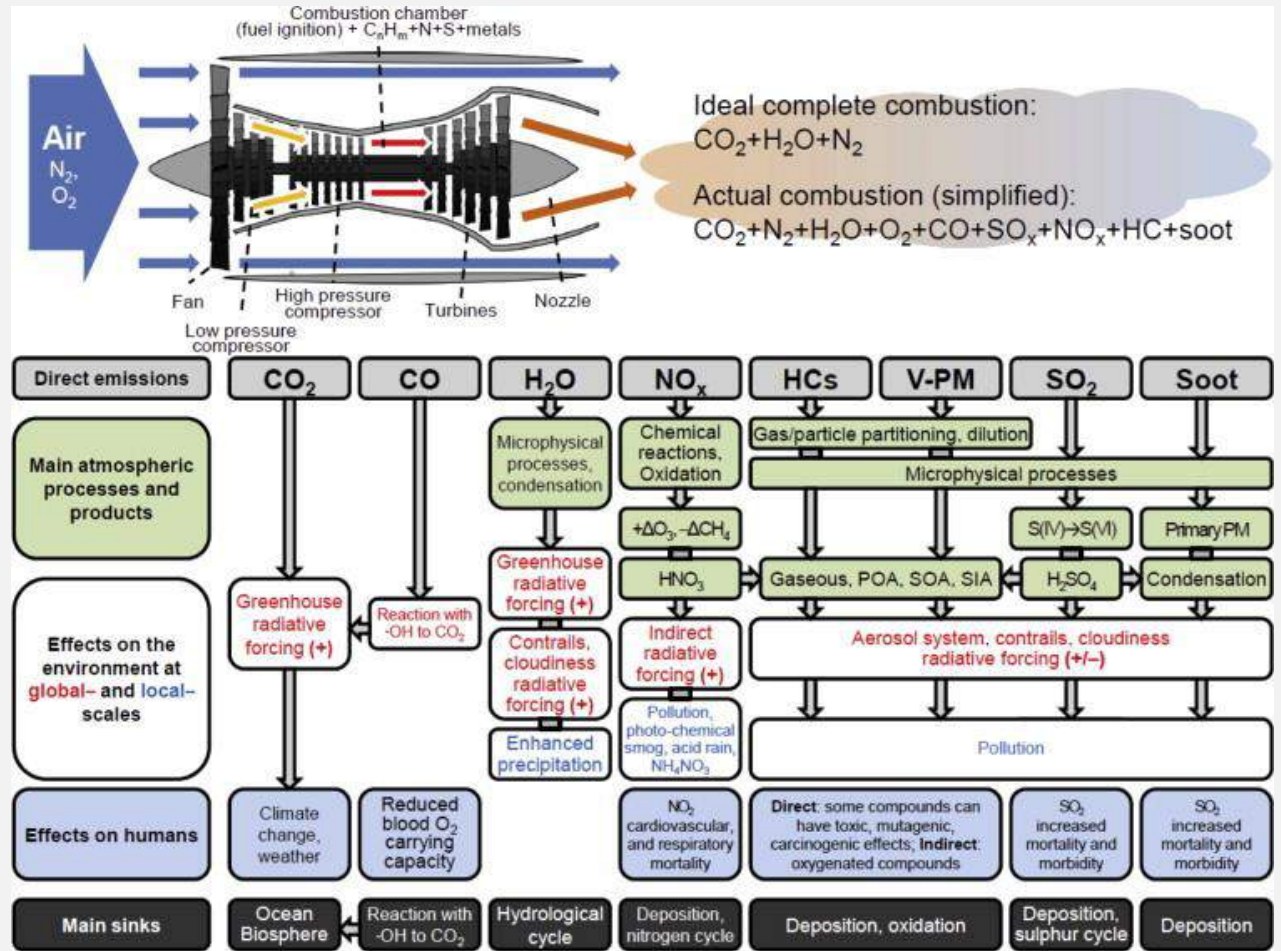 Combustion chamber
(fuel ignition) + CₙHₘ+N+S+metals
Air
N₂,
O₂
Ideal complete combustion:
CO₂+H₂O+N₂
Actual combustion (simplified):
CO₂+N₂+H₂O+O₂+CO+SOₓ+NOₓ+HC+soot
Fan
Low pressure
compressor
High pressure
compressor
Turbines
Nozzle
Direct emissions
CO₂
CO
H₂O
NOₓ
HCs
V-PM
SO₂
Soot
Main atmospheric
processes and
products
Microphysical
processes,
condensation
Chemical
reactions,
Oxidation
Gas/particle partitioning, dilution
Microphysical processes
+ΔO₃, –ΔCH₄
S(IV)→S(VI)
Primary PM
HNO₃
Gaseous, POA, SOA, SIA
H₂SO₄
Condensation
Effects on the
environment at
global– and local–
scales
Greenhouse
radiative
forcing (+)
Reaction with
-OH to CO₂
Greenhouse
radiative
forcing (+)
Contrails,
cloudiness
radiative
forcing (+)
Enhanced
precipitation
Indirect
radiative
forcing (+)
Pollution,
photo-chemical
smog, acid rain,
NH₄NO₃
Aerosol system, contrails, cloudiness
radiative forcing (+/–)
Pollution
Effects on humans
Climate
change,
weather
Reduced
blood O₂
carrying
capacity
NO₂
cardiovascular,
and respiratory
mortality
Direct: some compounds can
have toxic, mutagenic,
carcinogenic effects; Indirect:
oxygenated compounds
SO₂
increased
mortality and
morbidity
SO₂
increased
mortality and
morbidity
Main sinks
Ocean
Biosphere
Reaction with
-OH to CO₂
Hydrological
cycle
Deposition,
nitrogen cycle
Deposition, oxidation
Deposition,
sulphur cycle
Deposition